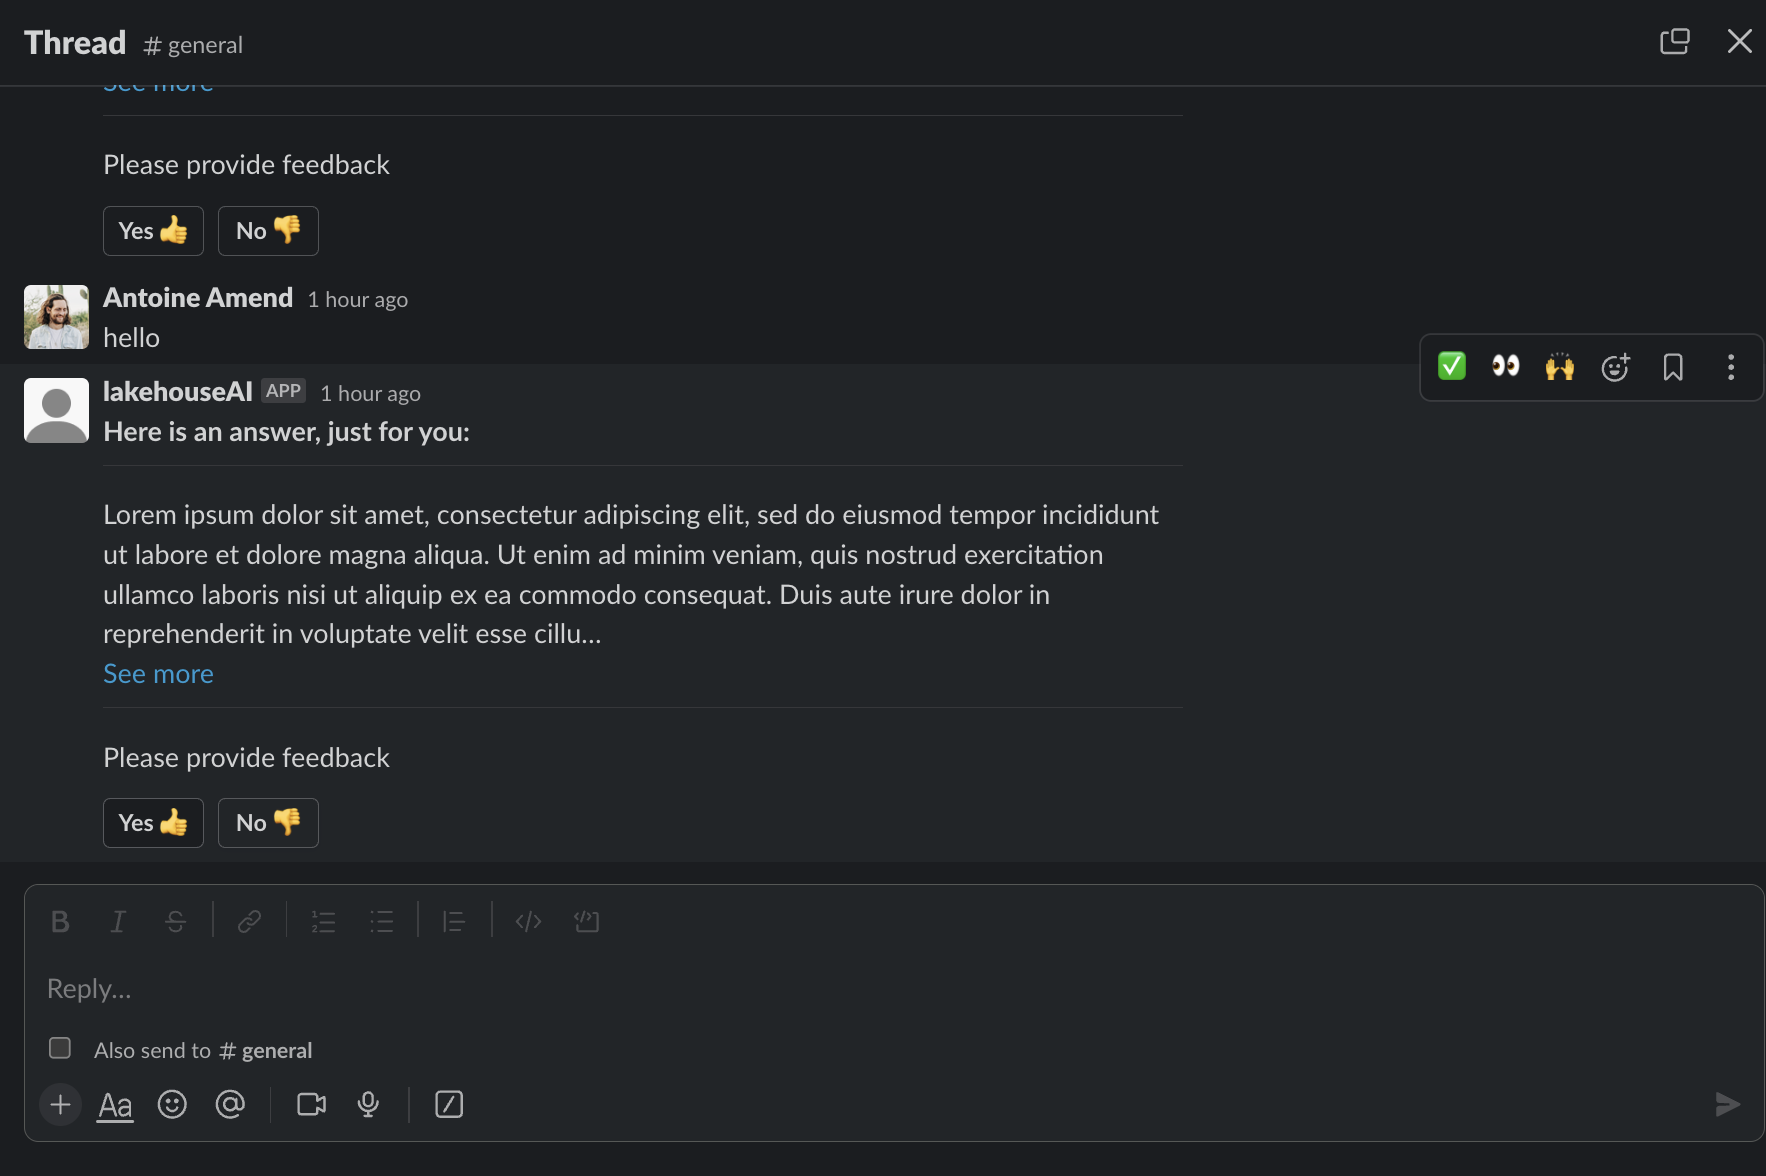 Thread # general
See more
Please provide feedback
Yes 👍 No 👎
Antoine Amend 1 hour ago
hello
lakehouseAI APP 1 hour ago
Here is an answer, just for you:
Lorem ipsum dolor sit amet, consectetur adipiscing elit, sed do eiusmod tempor incididunt
ut labore et dolore magna aliqua. Ut enim ad minim veniam, quis nostrud exercitation
ullamco laboris nisi ut aliquip ex ea commodo consequat. Duis aute irure dolor in
reprehenderit in voluptate velit esse cillu...
See more
Please provide feedback
Yes 👍 No 👎
Reply...
Also send to # general
Aa